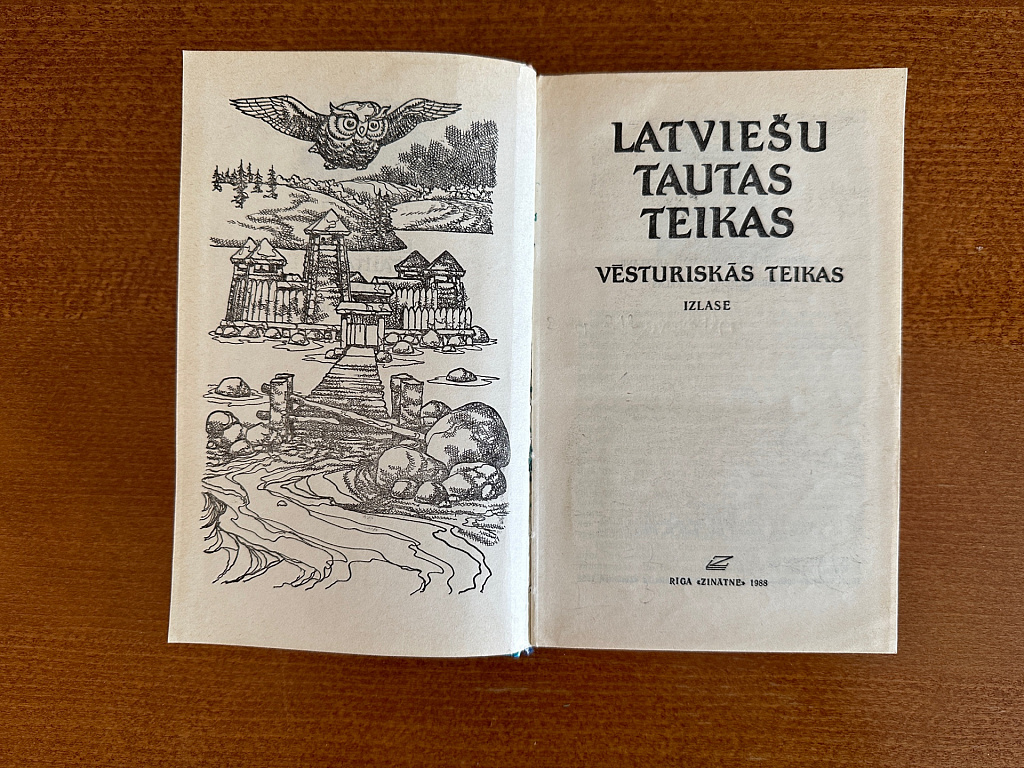 LATVIEŠU
TAUTAS
TEIKAS
VĒSTURISKĀS TEIKAS
IZLASE
RĪGA «ZINĀTNE» 1988